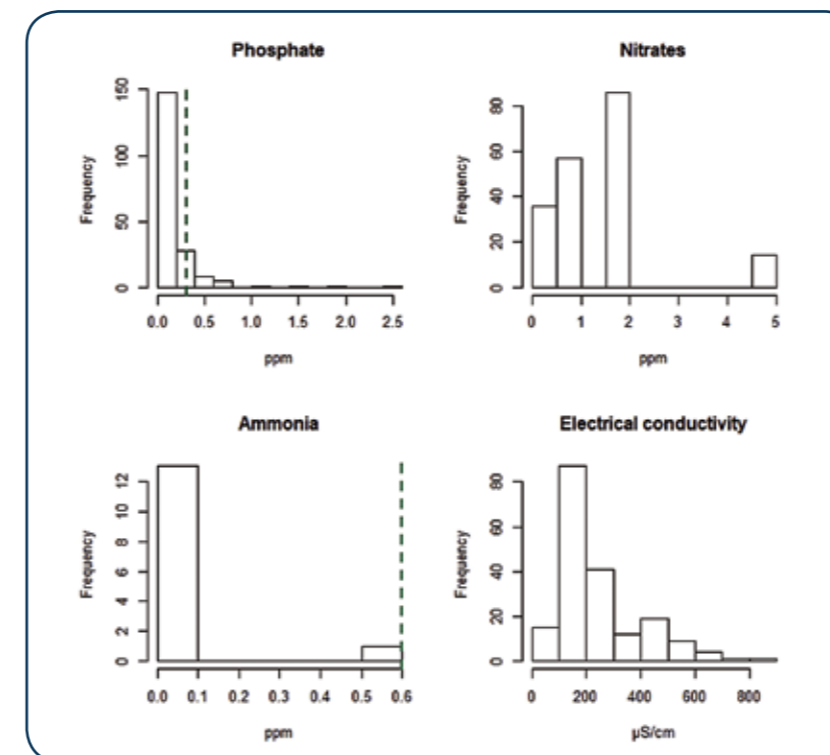 Phosphate
Frequency
0 50 100 150
0.0 0.5 1.0 1.5 2.0 2.5
ppm
Nitrates
Frequency
0 20 40 60 80
0 1 2 3 4 5
ppm
Ammonia
Frequency
0 2 4 6 8 10 12
0.0 0.1 0.2 0.3 0.4 0.5 0.6
ppm
Electrical conductivity
Frequency
0 20 40 60 80
0 200 400 600 800
µS/cm